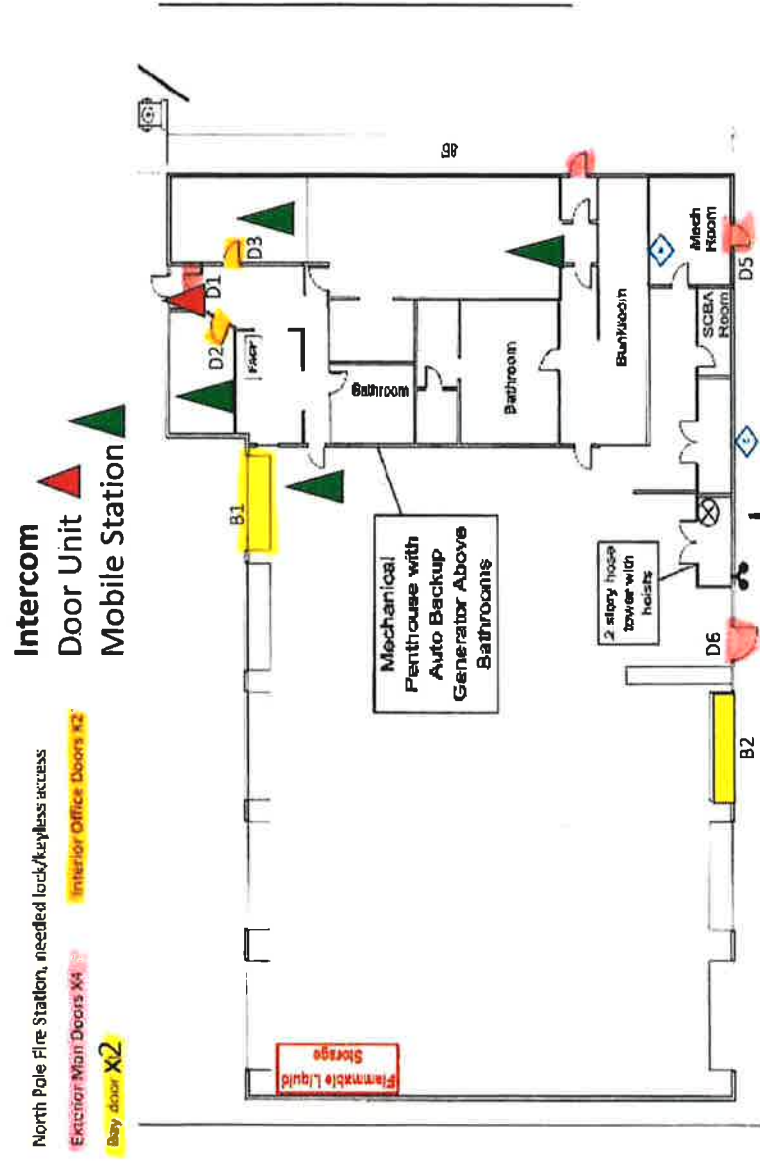 North Pole Fire Station, needed lock/keyless access
Exterior Man Doors X4
Interior Office Doors X2
Bay door X2
Intercom
Door Unit
Mobile Station
B1
D2
D1
D3
FACP
Bathroom
Bathroom
Bunkroom
Mech
Room
SCBA
Room
D5
D6
B2
85
Mechanical
Penthouse with
Auto Backup
Generator Above
Bathrooms
2 story hose
tower with
hoists
Flammable Liquid
Storage